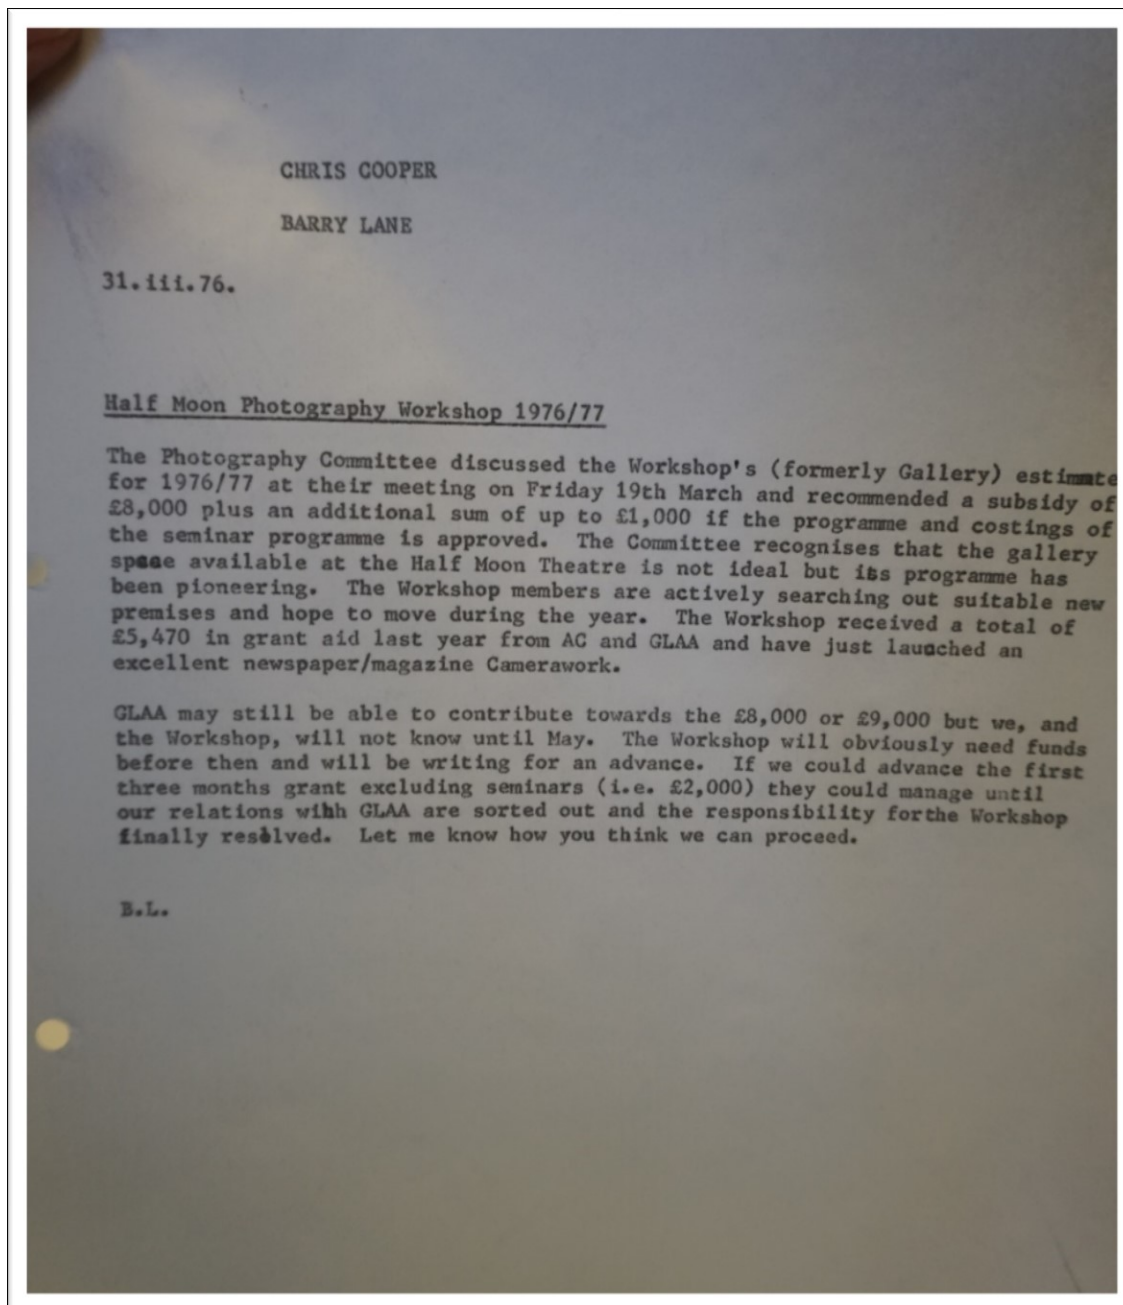 CHRIS COOPER
BARRY LANE
31.iii.76.
Half Moon Photography Workshop 1976/77
The Photography Committee discussed the Workshop's (formerly Gallery) estimate
for 1976/77 at their meeting on Friday 19th March and recommended a subsidy of
£8,000 plus an additional sum of up to £1,000 if the programme and costings of
the seminar programme is approved. The Committee recognises that the gallery
space available at the Half Moon Theatre is not ideal but its programme has
been pioneering. The Workshop members are actively searching out suitable new
premises and hope to move during the year. The Workshop received a total of
£5,470 in grant aid last year from AC and GLAA and have just launched an
excellent newspaper/magazine Camerawork.
GLAA may still be able to contribute towards the £8,000 or £9,000 but we, and
the Workshop, will not know until May. The Workshop will obviously need funds
before then and will be writing for an advance. If we could advance the first
three months grant excluding seminars (i.e. £2,000) they could manage until
our relations wihh GLAA are sorted out and the responsibility forthe Workshop
finally resolved. Let me know how you think we can proceed.
B.L.